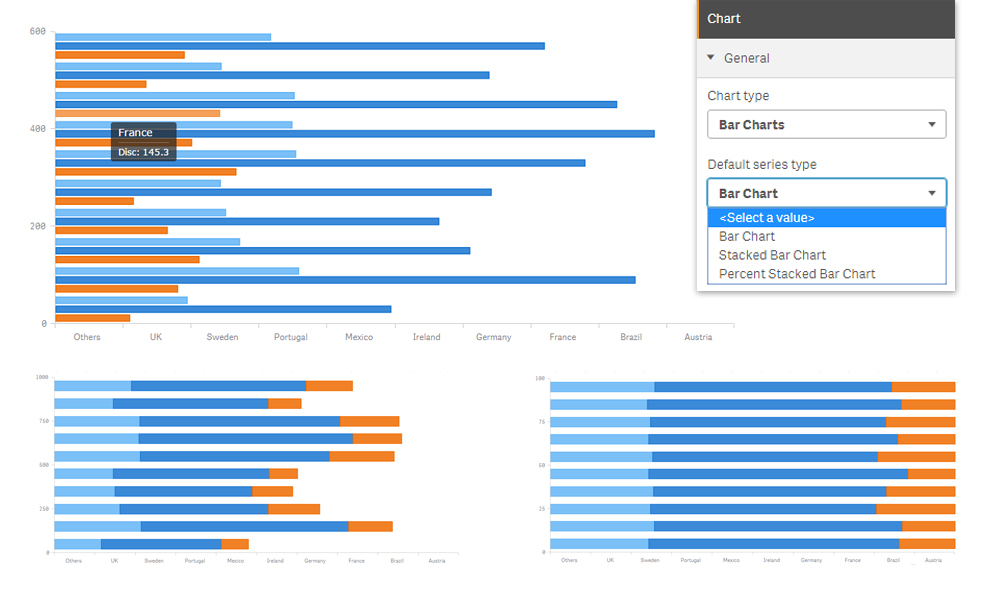 600
400
200
0
Others UK Sweden Portugal Mexico Ireland Germany France Brazil Austria
France
Disc: 145.3
Chart
General
Chart type
Bar Charts
Default series type
Bar Chart
<Select a value>
Bar Chart
Stacked Bar Chart
Percent Stacked Bar Chart
1000
750
500
250
0
Others UK Sweden Portugal Mexico Ireland Germany France Brazil Austria
100
75
50
25
0
Others UK Sweden Portugal Mexico Ireland Germany France Brazil Austria